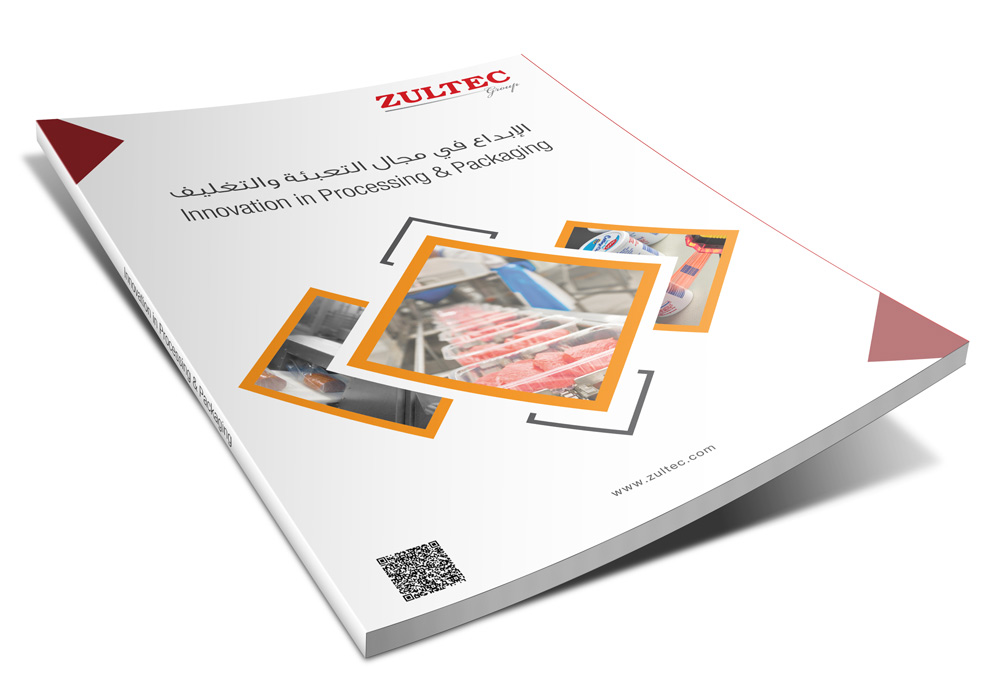 ZULTEC
Group
الإبداع في مجال التعبئة والتغليف
Innovation in Processing & Packaging
Innovation in Processing & Packaging
www.zultec.com